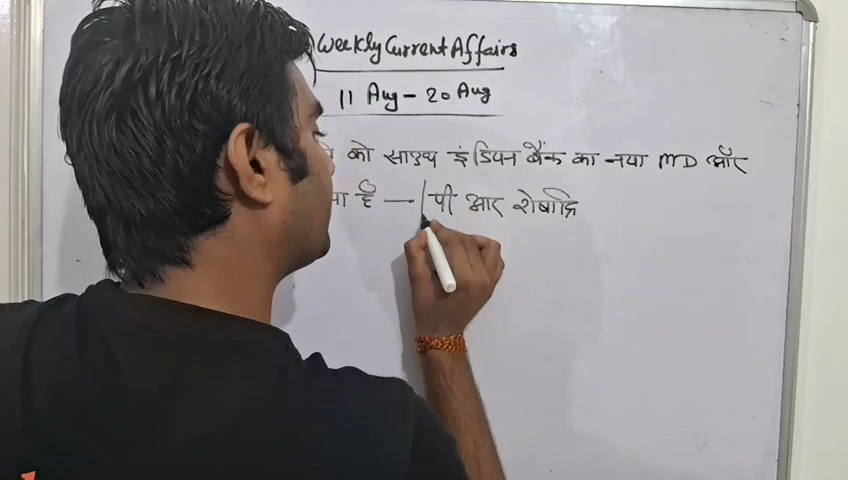 Weekly Current Affairs
11 Aug - 20 Aug
को साउथ इंडियन बैंक का नया MD और
है — पी आर शेषाद्रि